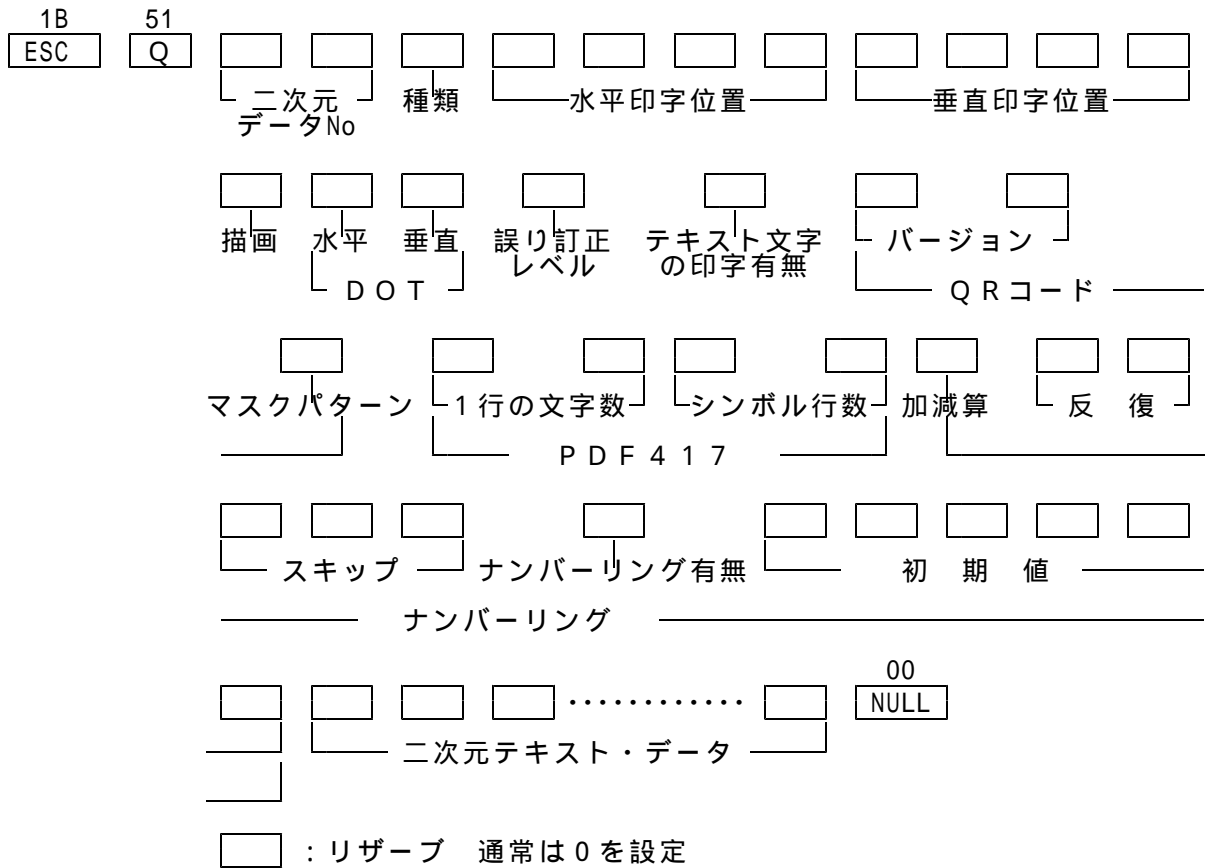 1B 51
ESC Q
二次元 種類 水平印字位置 垂直印字位置
データNo
描画 水平 垂直 誤り訂正 テキスト文字 バージョン
レベル の印字有無
DOT QRコード
マスクパターン 1行の文字数 シンボル行数 加減算 反 復
PDF417
スキップ ナンバーリング有無 初 期 値
ナンバーリング
00
............ NULL
二次元テキスト・データ
：リザーブ 通常は0を設定